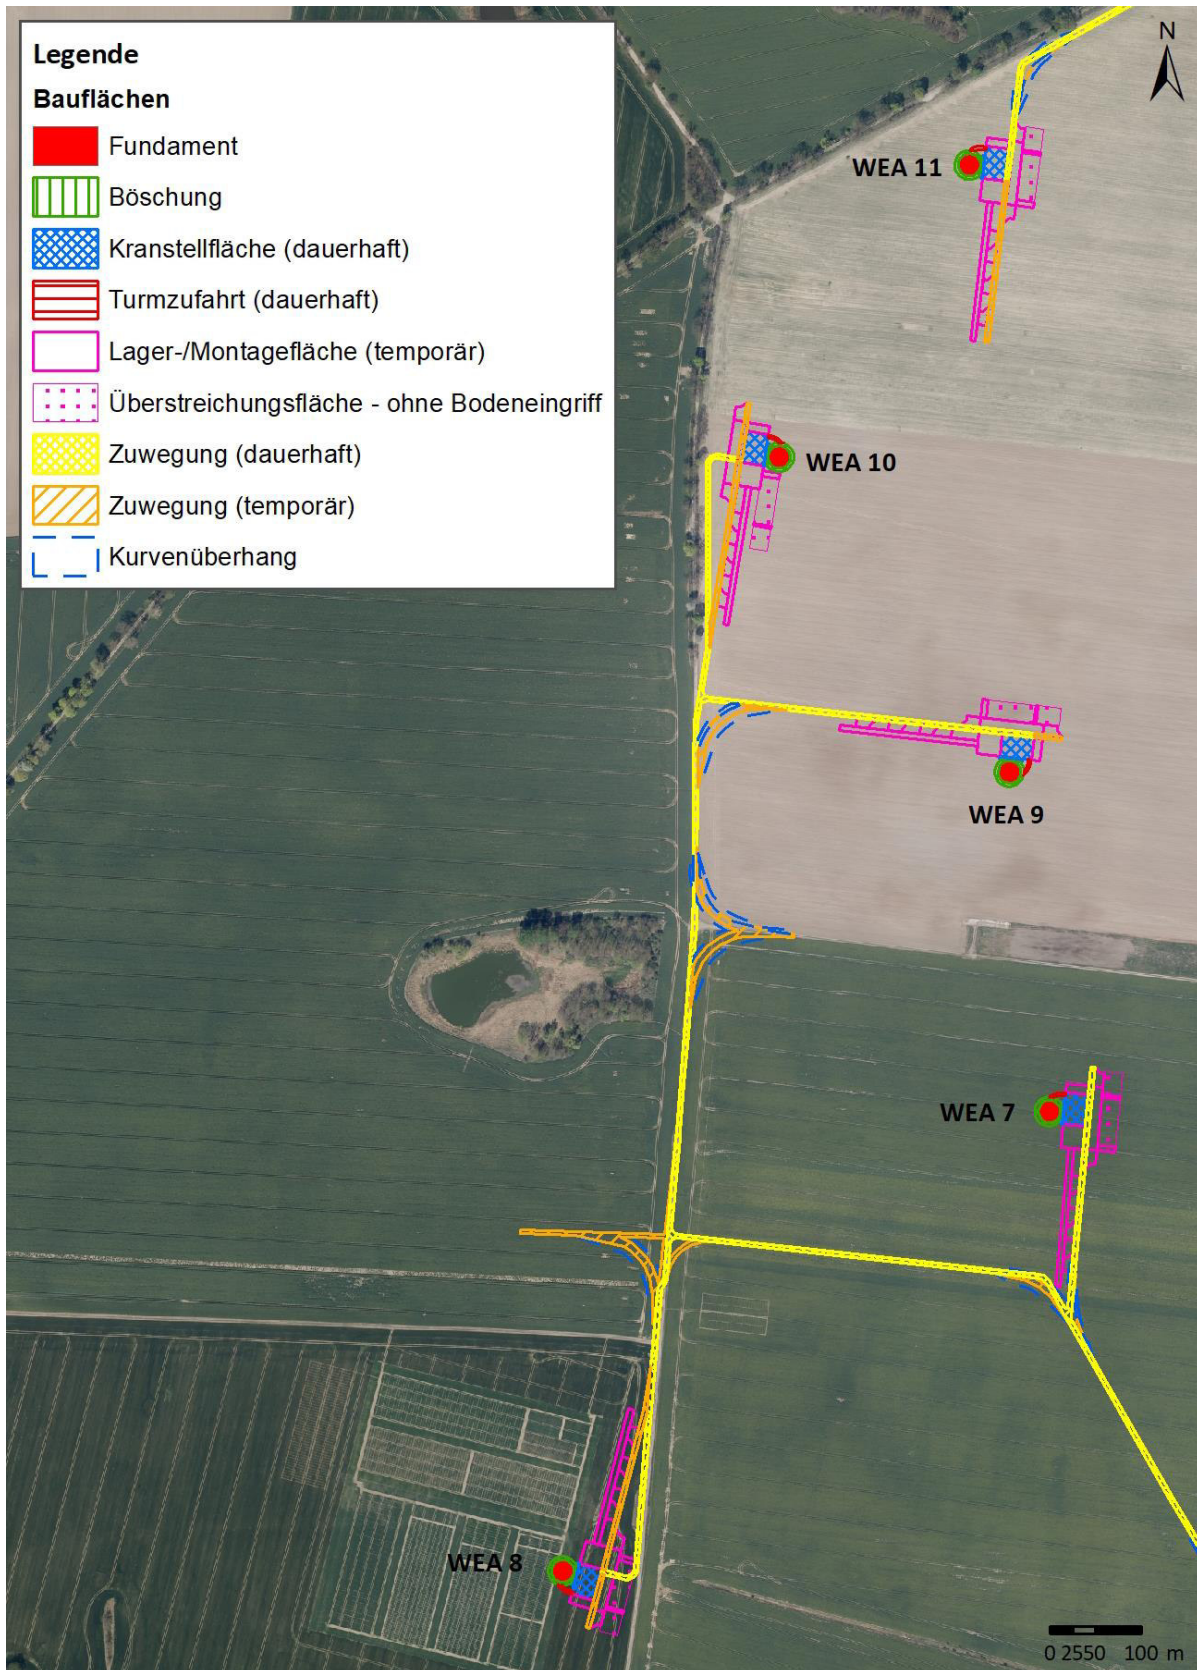 Legende
Bauflächen
Fundament
Böschung
Kranstellfläche (dauerhaft)
Turmzufahrt (dauerhaft)
Lager-/Montagefläche (temporär)
Überstreichungsfläche - ohne Bodeneingriff
Zuwegung (dauerhaft)
Zuwegung (temporär)
Kurvenüberhang
N
WEA 11
WEA 10
WEA 9
WEA 7
WEA 8
0 2550 100 m